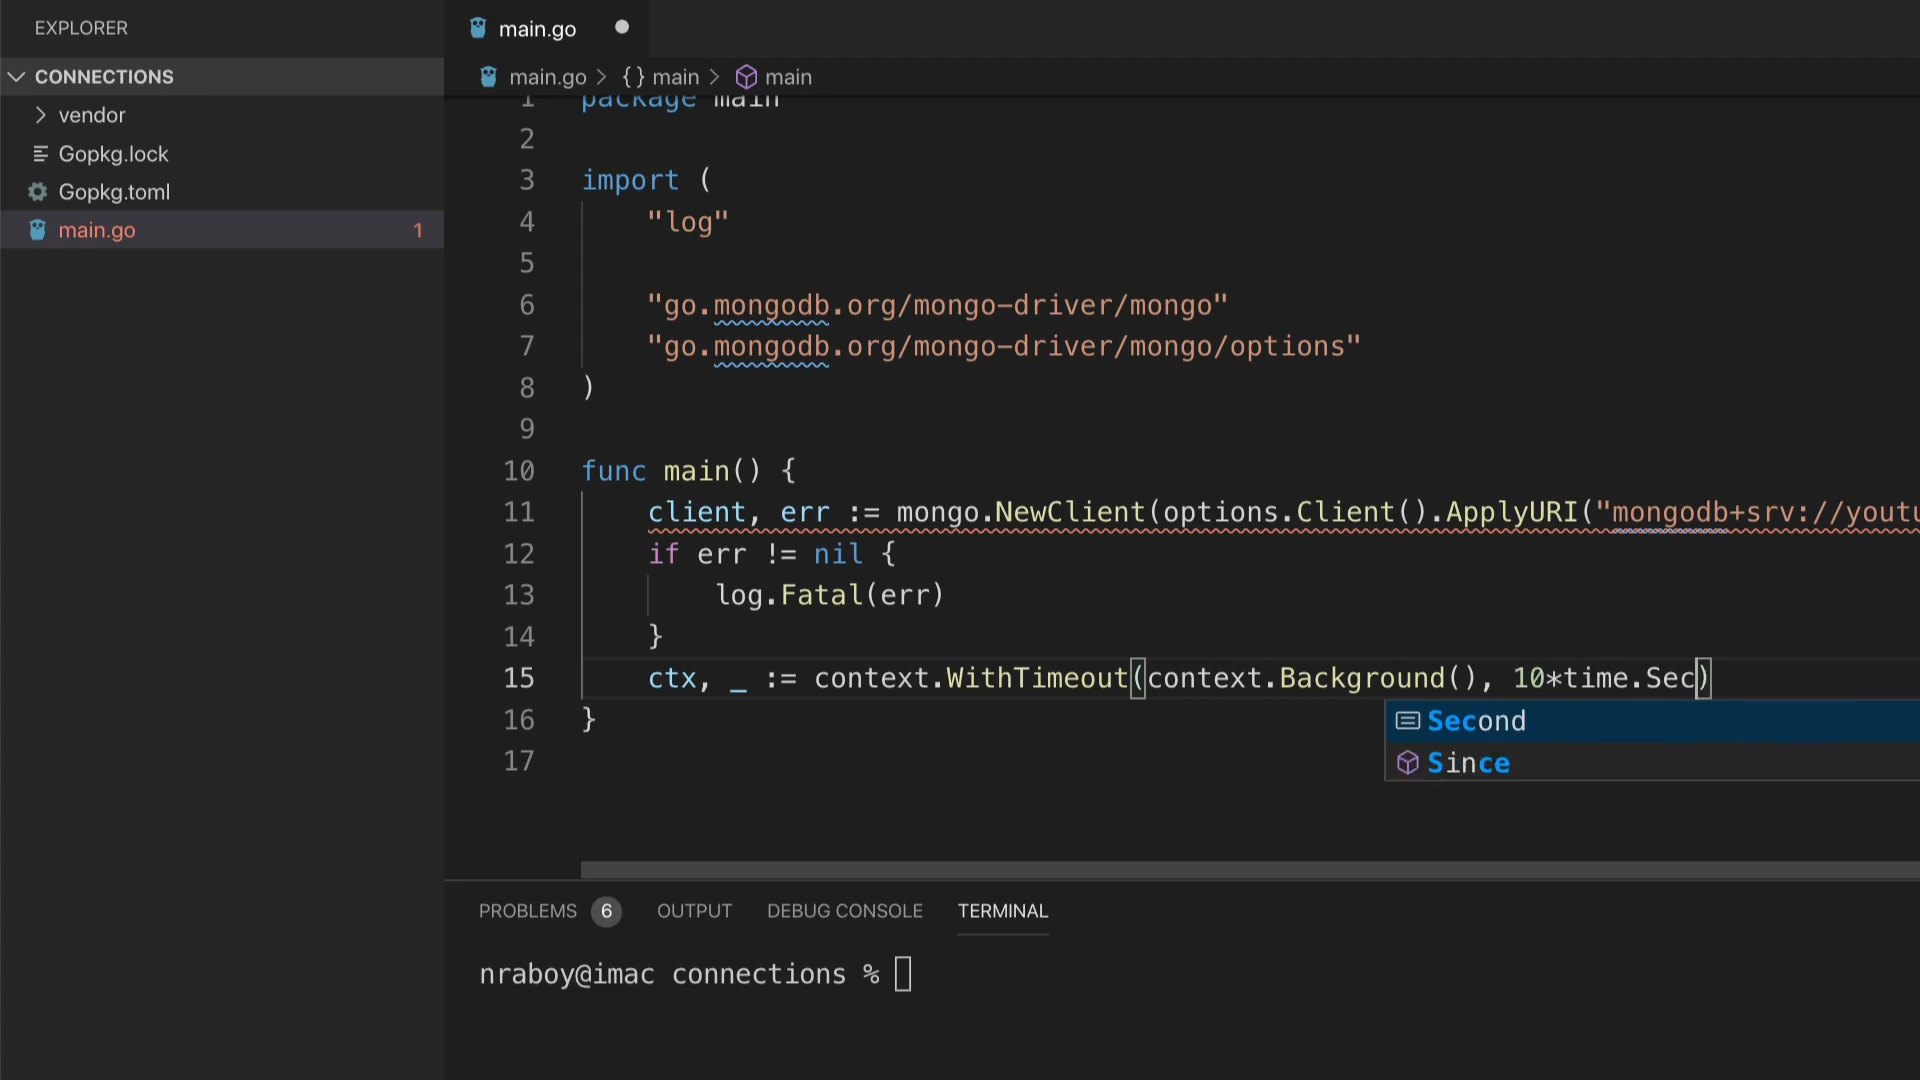 EXPLORER
CONNECTIONS
vendor
Gopkg.lock
Gopkg.toml
main.go 1
main.go
main.go > {} main > main
1 package main
2
3 import (
4 "log"
5
6 "go.mongodb.org/mongo-driver/mongo"
7 "go.mongodb.org/mongo-driver/mongo/options"
8 )
9
10 func main() {
11 client, err := mongo.NewClient(options.Client().ApplyURI("mongodb+srv://youtu
12 if err != nil {
13 log.Fatal(err)
14 }
15 ctx, _ := context.WithTimeout(context.Background(), 10*time.Sec)
16 }
17
Second
Since
PROBLEMS 6 OUTPUT DEBUG CONSOLE TERMINAL
nraboy@imac connections %